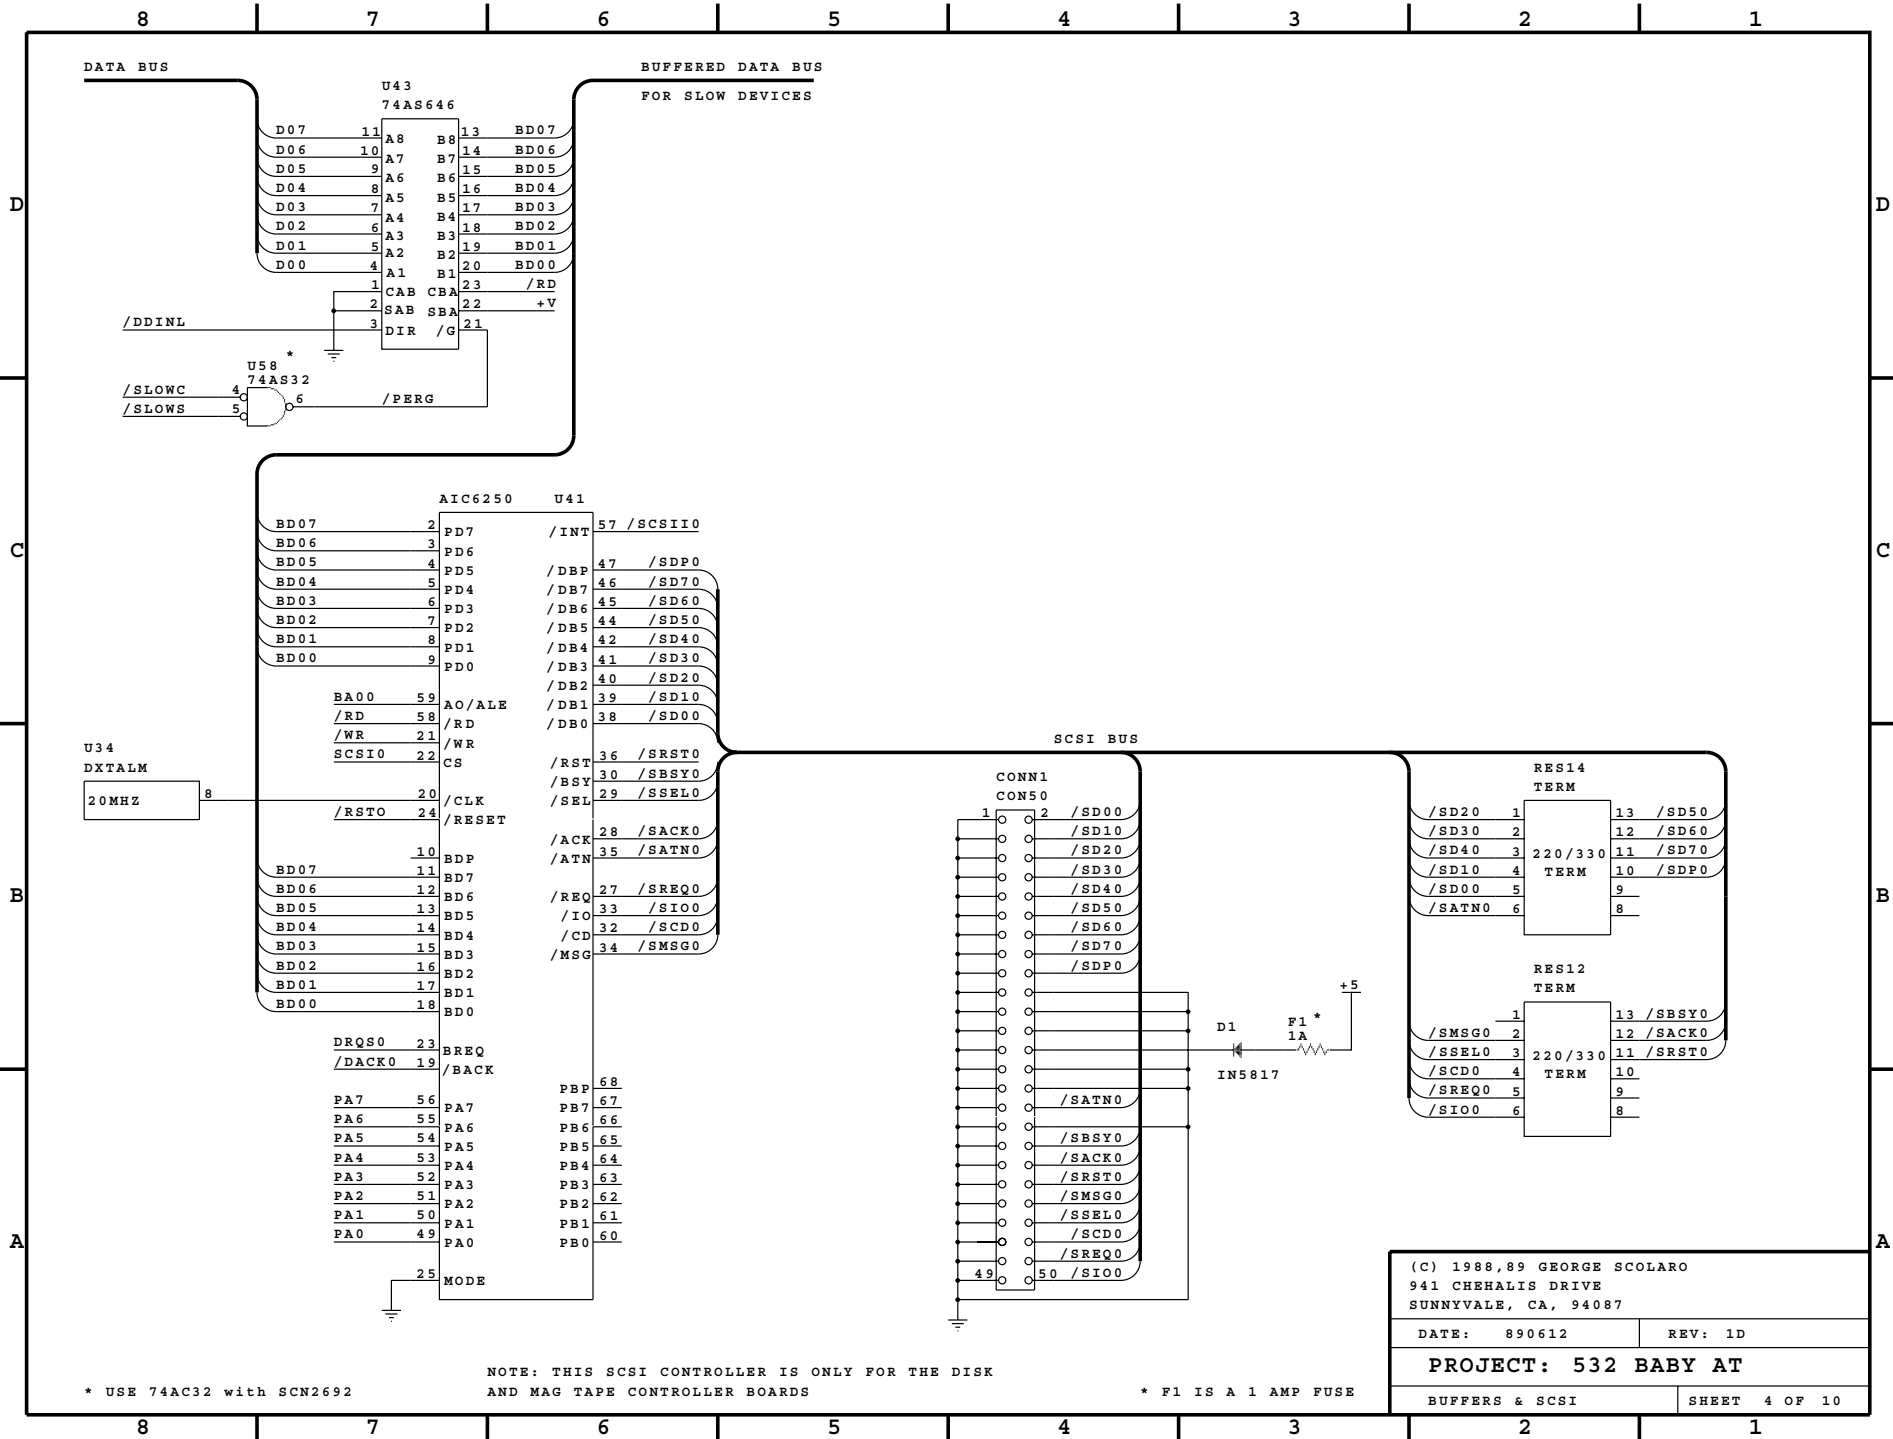 8 7 6 5 4 3 2 1
DATA BUS
BUFFERED DATA BUS
FOR SLOW DEVICES
U43
74AS646
D07 11 A8 B8 13 BD07
D06 10 A7 B7 14 BD06
D05 9 A6 B6 15 BD05
D04 8 A5 B5 16 BD04
D03 7 A4 B4 17 BD03
D02 6 A3 B3 18 BD02
D01 5 A2 B2 19 BD01
D00 4 A1 B1 20 BD00
1 CAB CBA 23 /RD
2 SAB SBA 22 +V
/DDINL 3 DIR /G 21
D D
U58 *
74AS32
/SLOWC 4
/SLOWS 5
6 /PERG
AIC6250 U41
BD07 2 PD7
BD06 3 PD6
BD05 4 PD5
BD04 5 PD4
BD03 6 PD3
BD02 7 PD2
BD01 8 PD1
BD00 9 PD0
BA00 59 AO/ALE
/RD 58 /RD
/WR 21 /WR
SCSI0 22 CS
U34
DXTALM
20MHZ 8
20 /CLK
/RSTO 24 /RESET
10 BDP
BD07 11 BD7
BD06 12 BD6
BD05 13 BD5
BD04 14 BD4
BD03 15 BD3
BD02 16 BD2
BD01 17 BD1
BD00 18 BD0
DRQS0 23 BREQ
/DACK0 19 /BACK
PA7 56 PA7
PA6 55 PA6
PA5 54 PA5
PA4 53 PA4
PA3 52 PA3
PA2 51 PA2
PA1 50 PA1
PA0 49 PA0
25 MODE
/INT 57 /SCSII0
/DBP 47 /SDP0
/DB7 46 /SD70
/DB6 45 /SD60
/DB5 44 /SD50
/DB4 42 /SD40
/DB3 41 /SD30
/DB2 40 /SD20
/DB1 39 /SD10
/DB0 38 /SD00
/RST 36 /SRST0
/BSY 30 /SBSY0
/SEL 29 /SSEL0
/ACK 28 /SACK0
/ATN 35 /SATN0
/REQ 27 /SREQ0
/IO 33 /SIO0
/CD 32 /SCD0
/MSG 34 /SMSG0
PBP 68
PB7 67
PB6 66
PB5 65
PB4 64
PB3 63
PB2 62
PB1 61
PB0 60
C C
SCSI BUS
CONN1
CON50
1 2 /SD00
/SD10
/SD20
/SD30
/SD40
/SD50
/SD60
/SD70
/SDP0
/SATN0
/SBSY0
/SACK0
/SRST0
/SMSG0
/SSEL0
/SCD0
/SREQ0
49 50 /SIO0
D1
IN5817
F1 *
1A
+5
RES14
TERM
/SD20 1 13 /SD50
/SD30 2 12 /SD60
/SD40 3 11 /SD70
/SD10 4 10 /SDP0
/SD00 5 9
/SATN0 6 8
220/330
TERM
B B
RES12
TERM
1 13 /SBSY0
/SMSG0 2 12 /SACK0
/SSEL0 3 11 /SRST0
/SCD0 4 10
/SREQ0 5 9
/SIO0 6 8
220/330
TERM
A A
(C) 1988,89 GEORGE SCOLARO
941 CHEHALIS DRIVE
SUNNYVALE, CA, 94087
DATE: 890612 REV: 1D
PROJECT: 532 BABY AT
BUFFERS & SCSI SHEET 4 OF 10
* USE 74AC32 with SCN2692
NOTE: THIS SCSI CONTROLLER IS ONLY FOR THE DISK
AND MAG TAPE CONTROLLER BOARDS
* F1 IS A 1 AMP FUSE
8 7 6 5 4 3 2 1